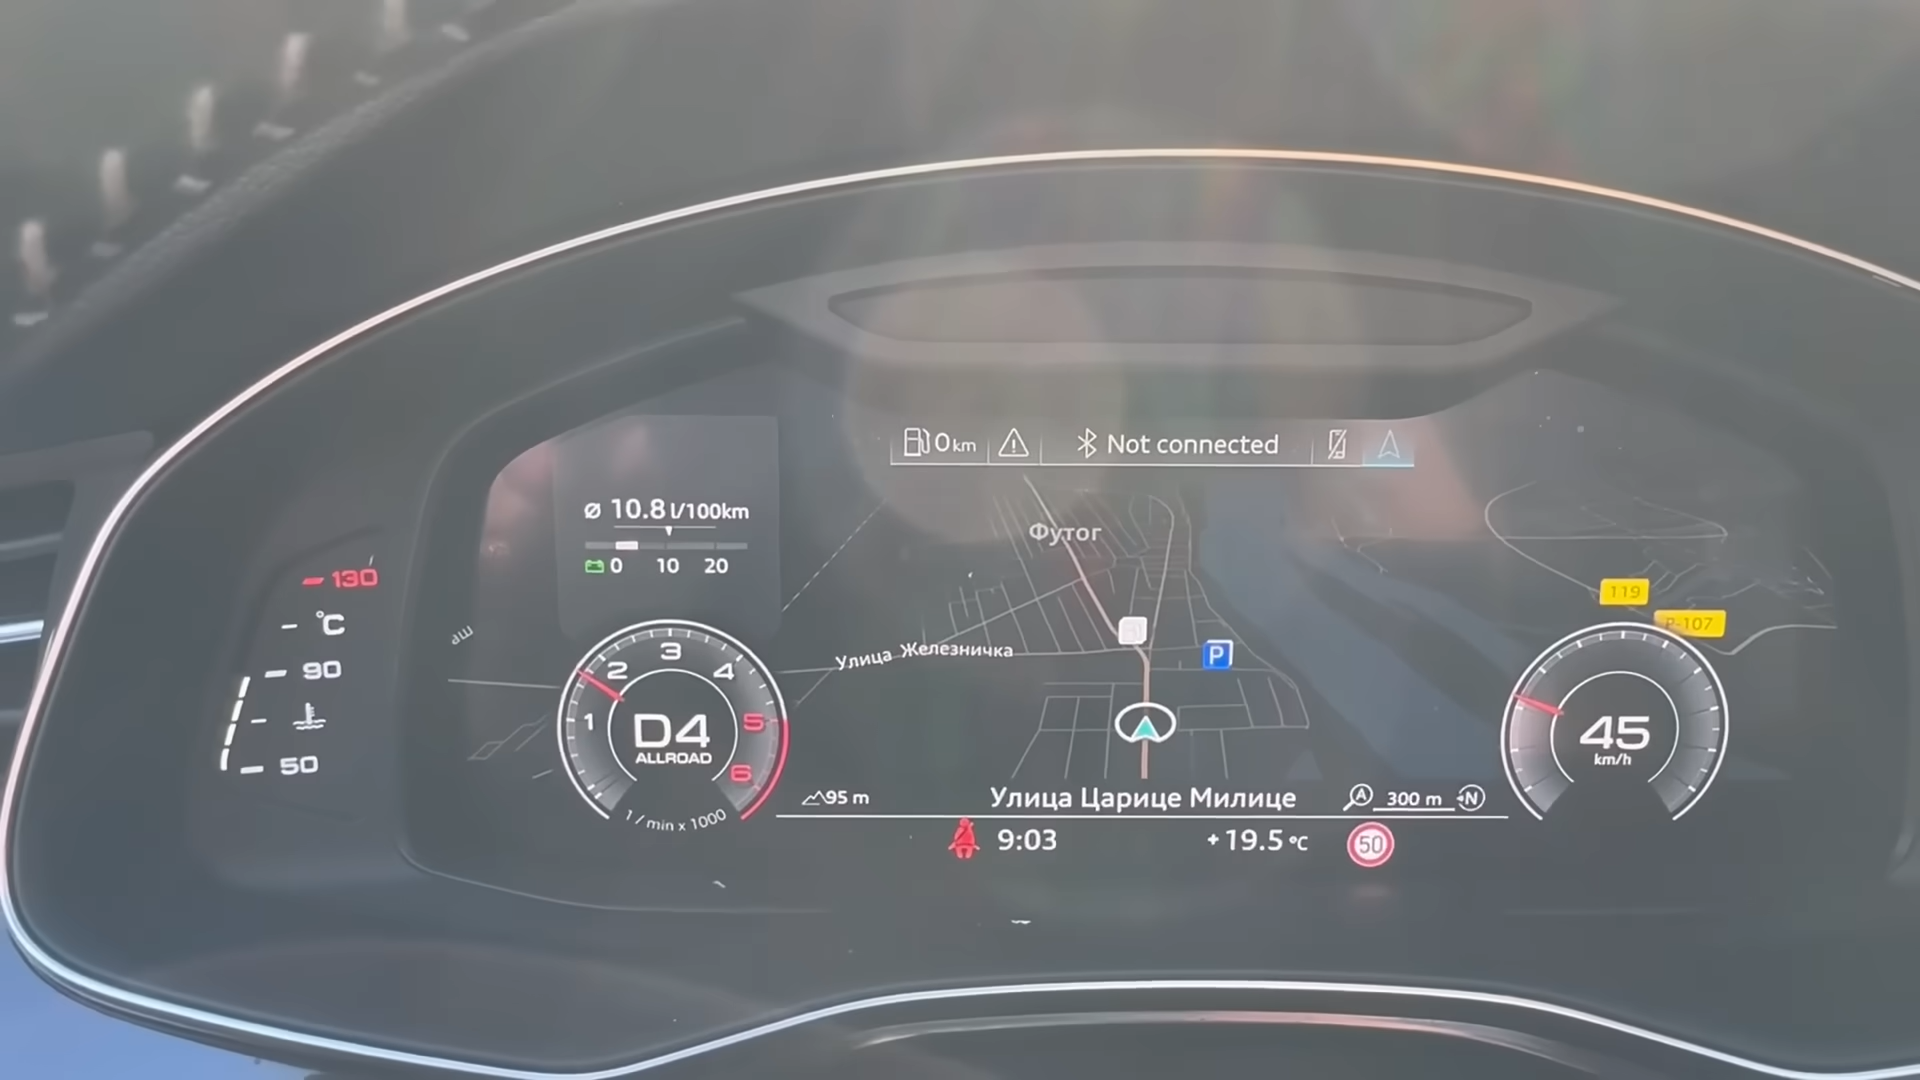 0 km
Not connected
Ø 10.8 l/100km
0 10 20
Футог
119
P-107
130
°C
90
50
Улица Железничка
P
1 2 3 4 5 6
D4
ALLROAD
1 / min x 1000
45
km/h
95 m
Улица Царице Милице
A 300 m N
9:03
+19.5 °C
50